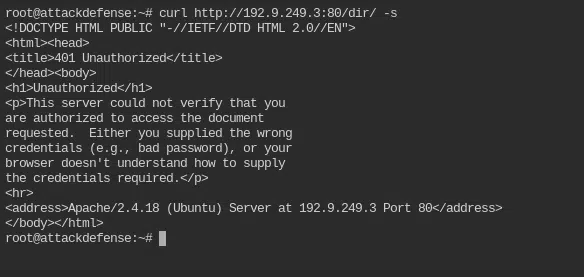 root@attackdefense:~# curl http://192.9.249.3:80/dir/ -s
<!DOCTYPE HTML PUBLIC "-//IETF//DTD HTML 2.0//EN">
<html><head>
<title>401 Unauthorized</title>
</head><body>
<h1>Unauthorized</h1>
<p>This server could not verify that you
are authorized to access the document
requested.  Either you supplied the wrong
credentials (e.g., bad password), or your
browser doesn't understand how to supply
the credentials required.</p>
<hr>
<address>Apache/2.4.18 (Ubuntu) Server at 192.9.249.3 Port 80</address>
</body></html>
root@attackdefense:~#